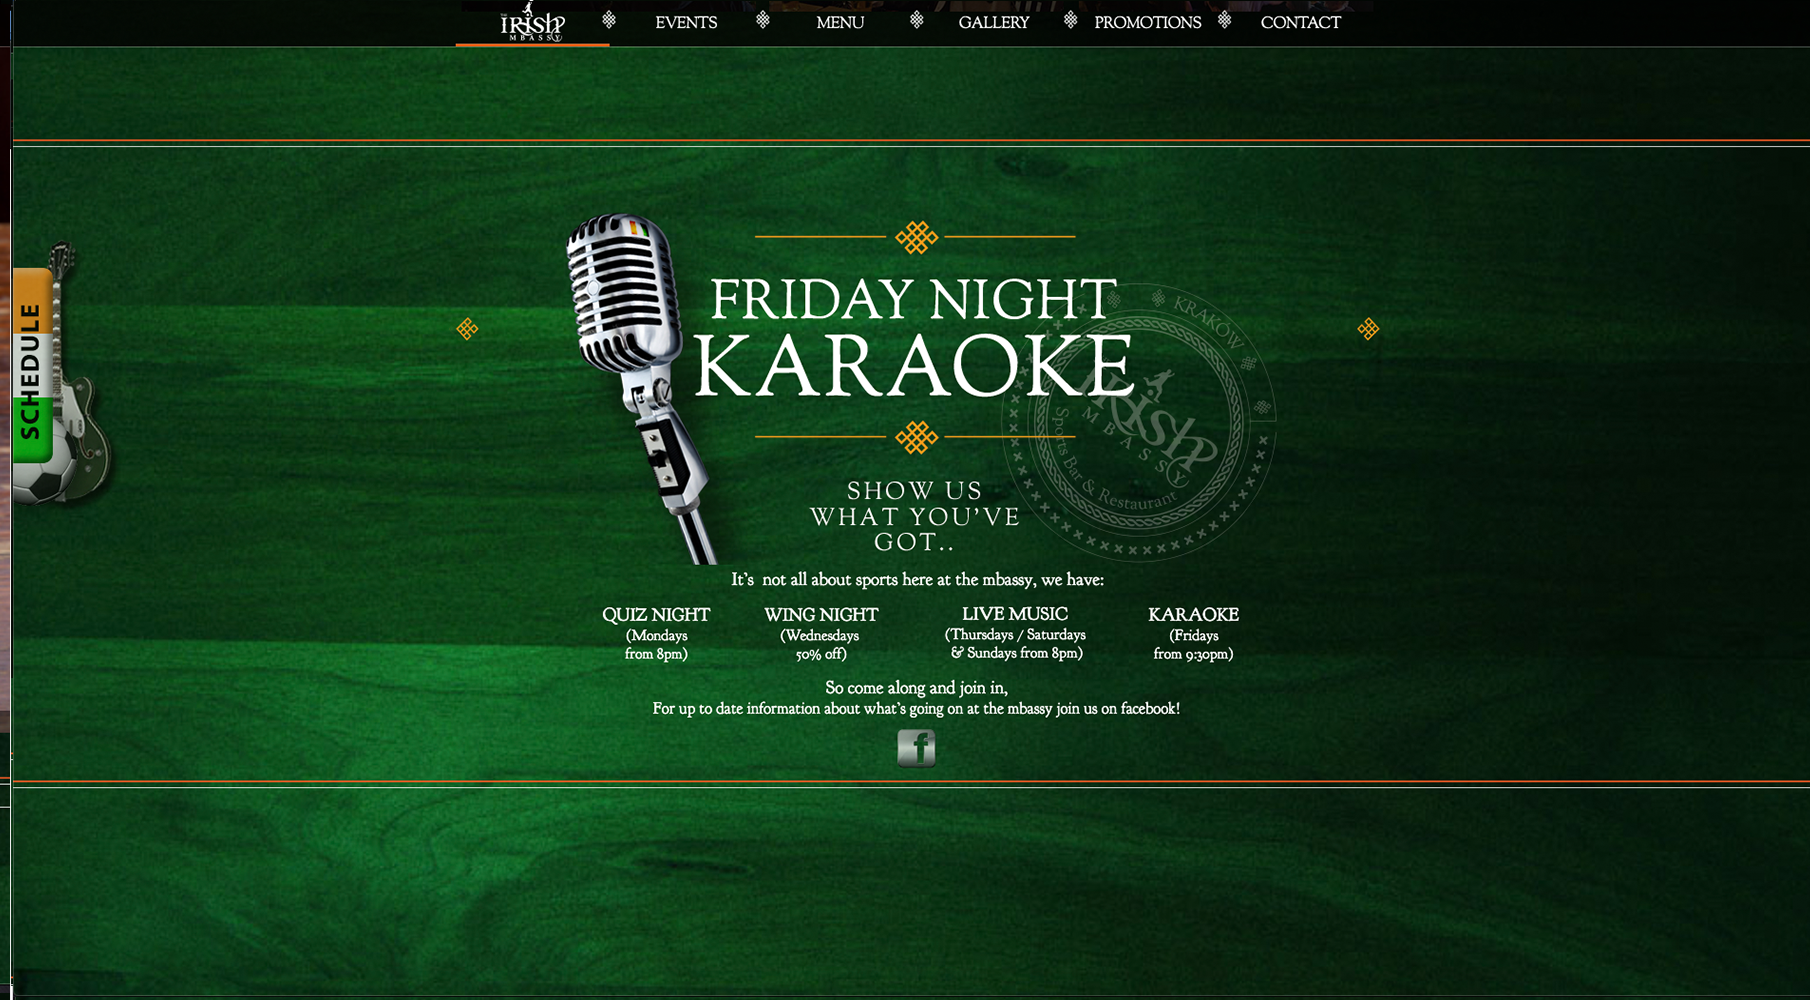 IRISH
MBASSY
EVENTS
MENU
GALLERY
PROMOTIONS
CONTACT
SCHEDULE
FRIDAY NIGHT
KARAOKE
KRAKÓW
IRISH
MBASSY
Sports Bar & Restaurant
SHOW US
WHAT YOU'VE
GOT..
It's  not all about sports here at the mbassy, we have:
QUIZ NIGHT
(Mondays
from 8pm)
WING NIGHT
(Wednesdays
50% off)
LIVE MUSIC
(Thursdays / Saturdays
& Sundays from 8pm)
KARAOKE
(Fridays
from 9:30pm)
So come along and join in,
For up to date information about what's going on at the mbassy join us on facebook!
f